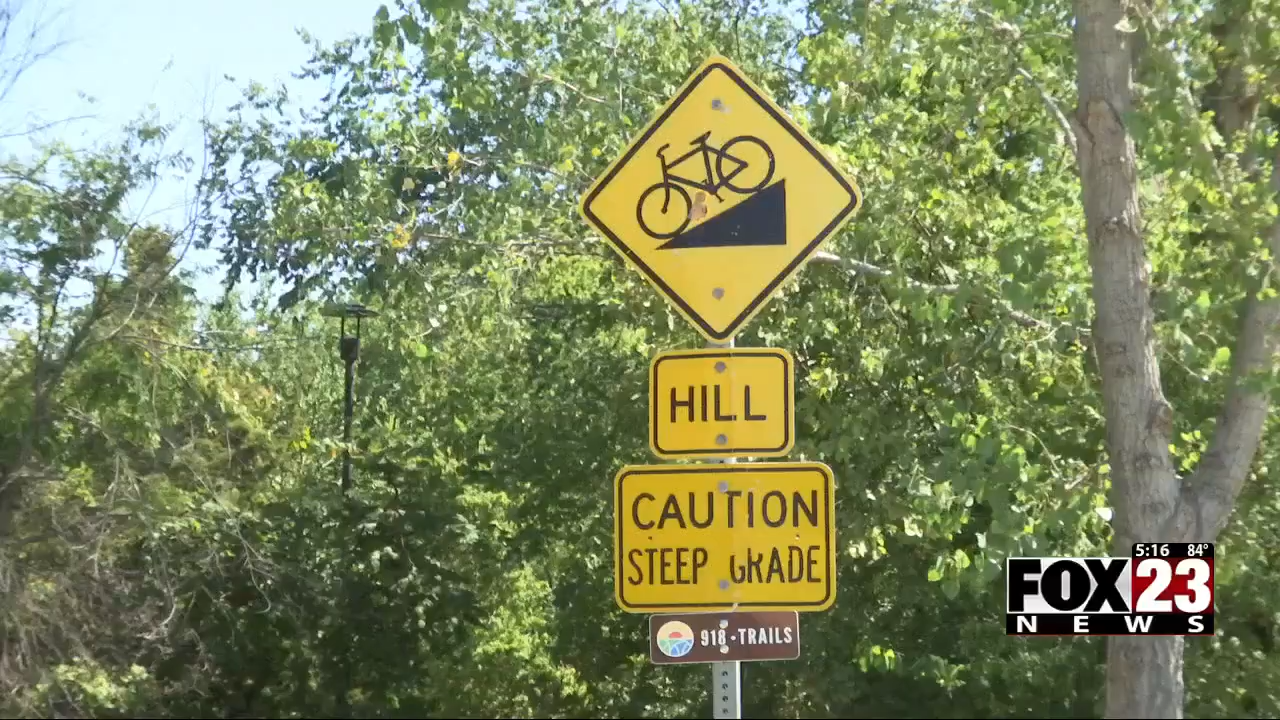 HILL
CAUTION
STEEP GRADE
918-TRAILS
5:16 84°
FOX 23
NEWS